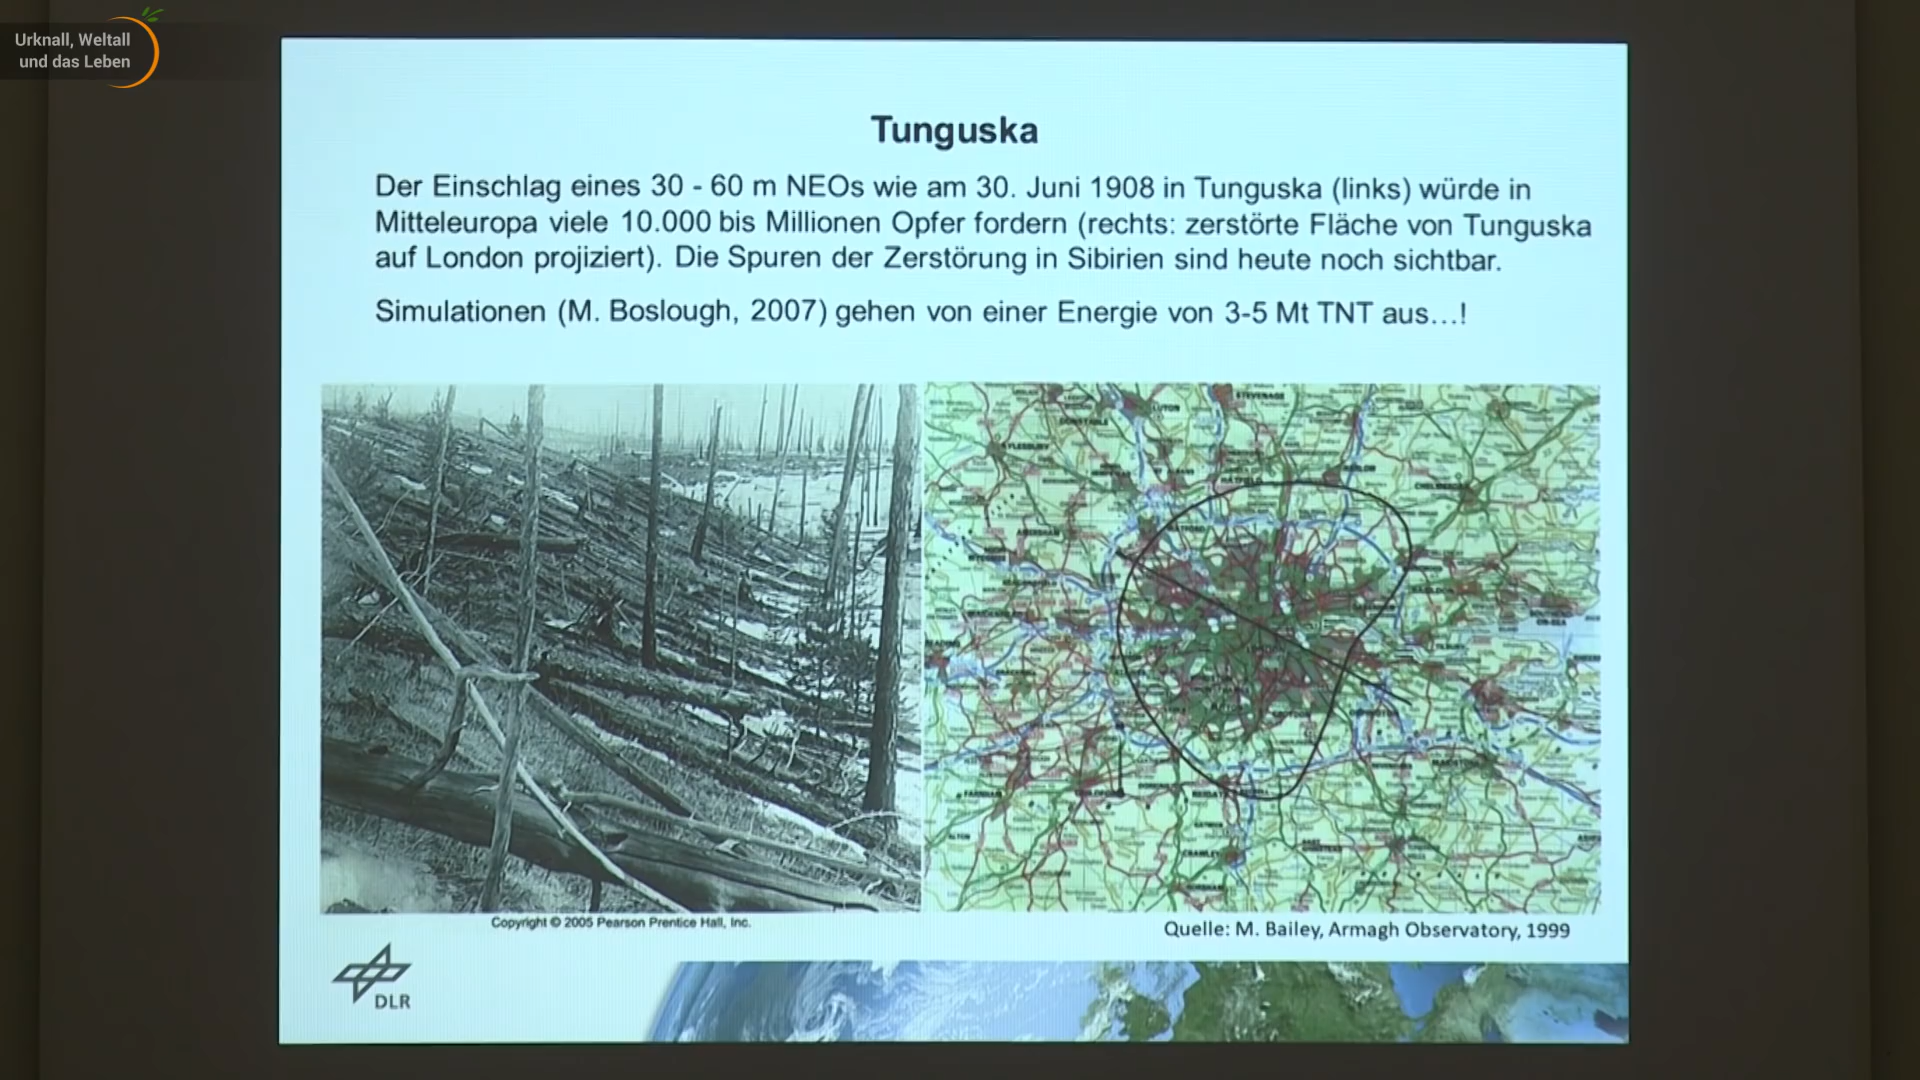 Urknall, Weltall
und das Leben
Tunguska
Der Einschlag eines 30 - 60 m NEOs wie am 30. Juni 1908 in Tunguska (links) würde in
Mitteleuropa viele 10.000 bis Millionen Opfer fordern (rechts: zerstörte Fläche von Tunguska
auf London projiziert). Die Spuren der Zerstörung in Sibirien sind heute noch sichtbar.
Simulationen (M. Boslough, 2007) gehen von einer Energie von 3-5 Mt TNT aus...!
STEVENAGE
LUTON
CRAWLEY
Copyright © 2005 Pearson Prentice Hall, Inc.
Quelle: M. Bailey, Armagh Observatory, 1999
DLR